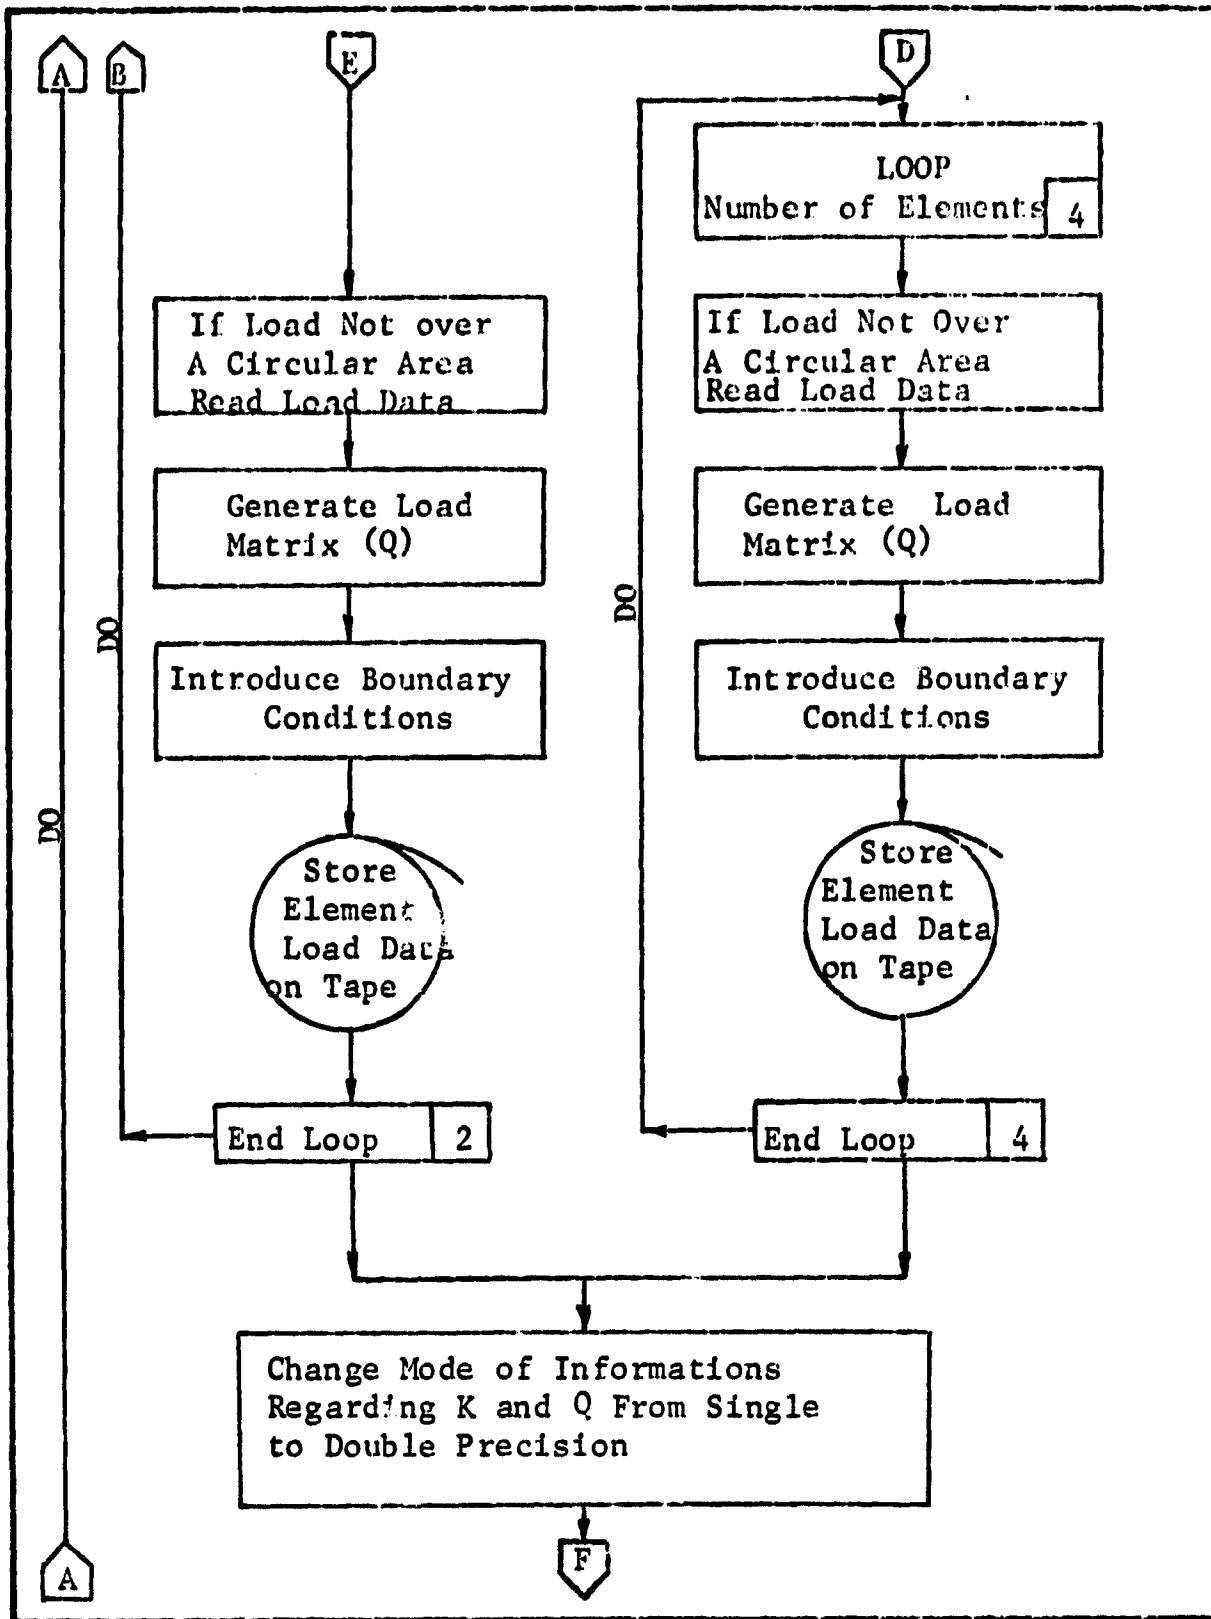 A
B
E
D
LOOP
Number of Elements 4
If Load Not over
A Circular Area
Read Load Data
If Load Not Over
A Circular Area
Read Load Data
Generate Load
Matrix (Q)
Generate Load
Matrix (Q)
DO
DO
Introduce Boundary
Conditions
Introduce Boundary
Conditions
DO
Store
Element
Load Data
on Tape
Store
Element
Load Data
on Tape
End Loop 2
End Loop 4
Change Mode of Informations
Regarding K and Q From Single
to Double Precision
A
F